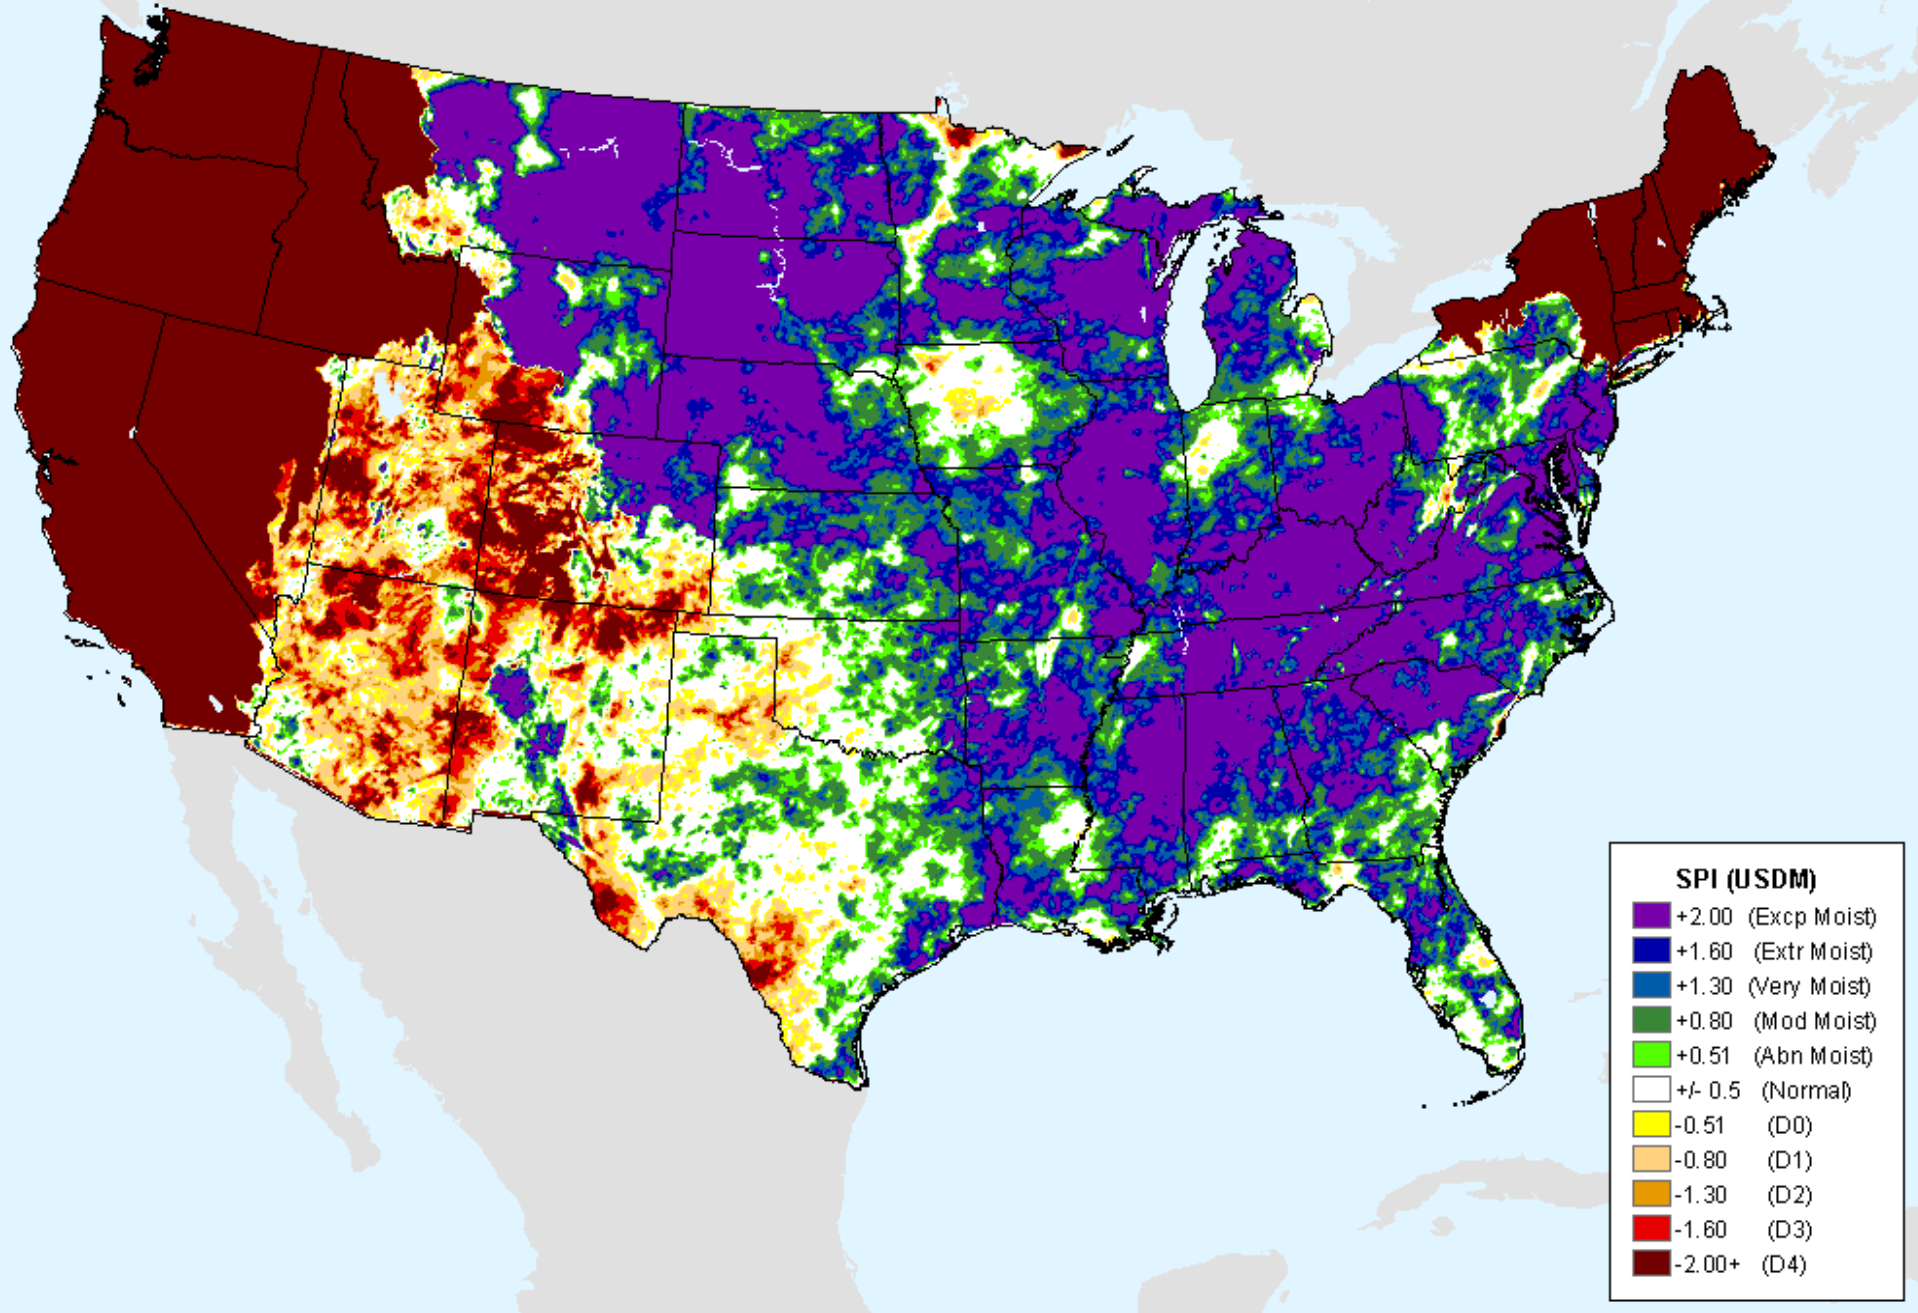 SPI (USDM)
+2.00 (Excp Moist)
+1.60 (Extr Moist)
+1.30 (Very Moist)
+0.80 (Mod Moist)
+0.51 (Abn Moist)
+/- 0.5 (Normal)
-0.51 (D0)
-0.80 (D1)
-1.30 (D2)
-1.60 (D3)
-2.00+ (D4)